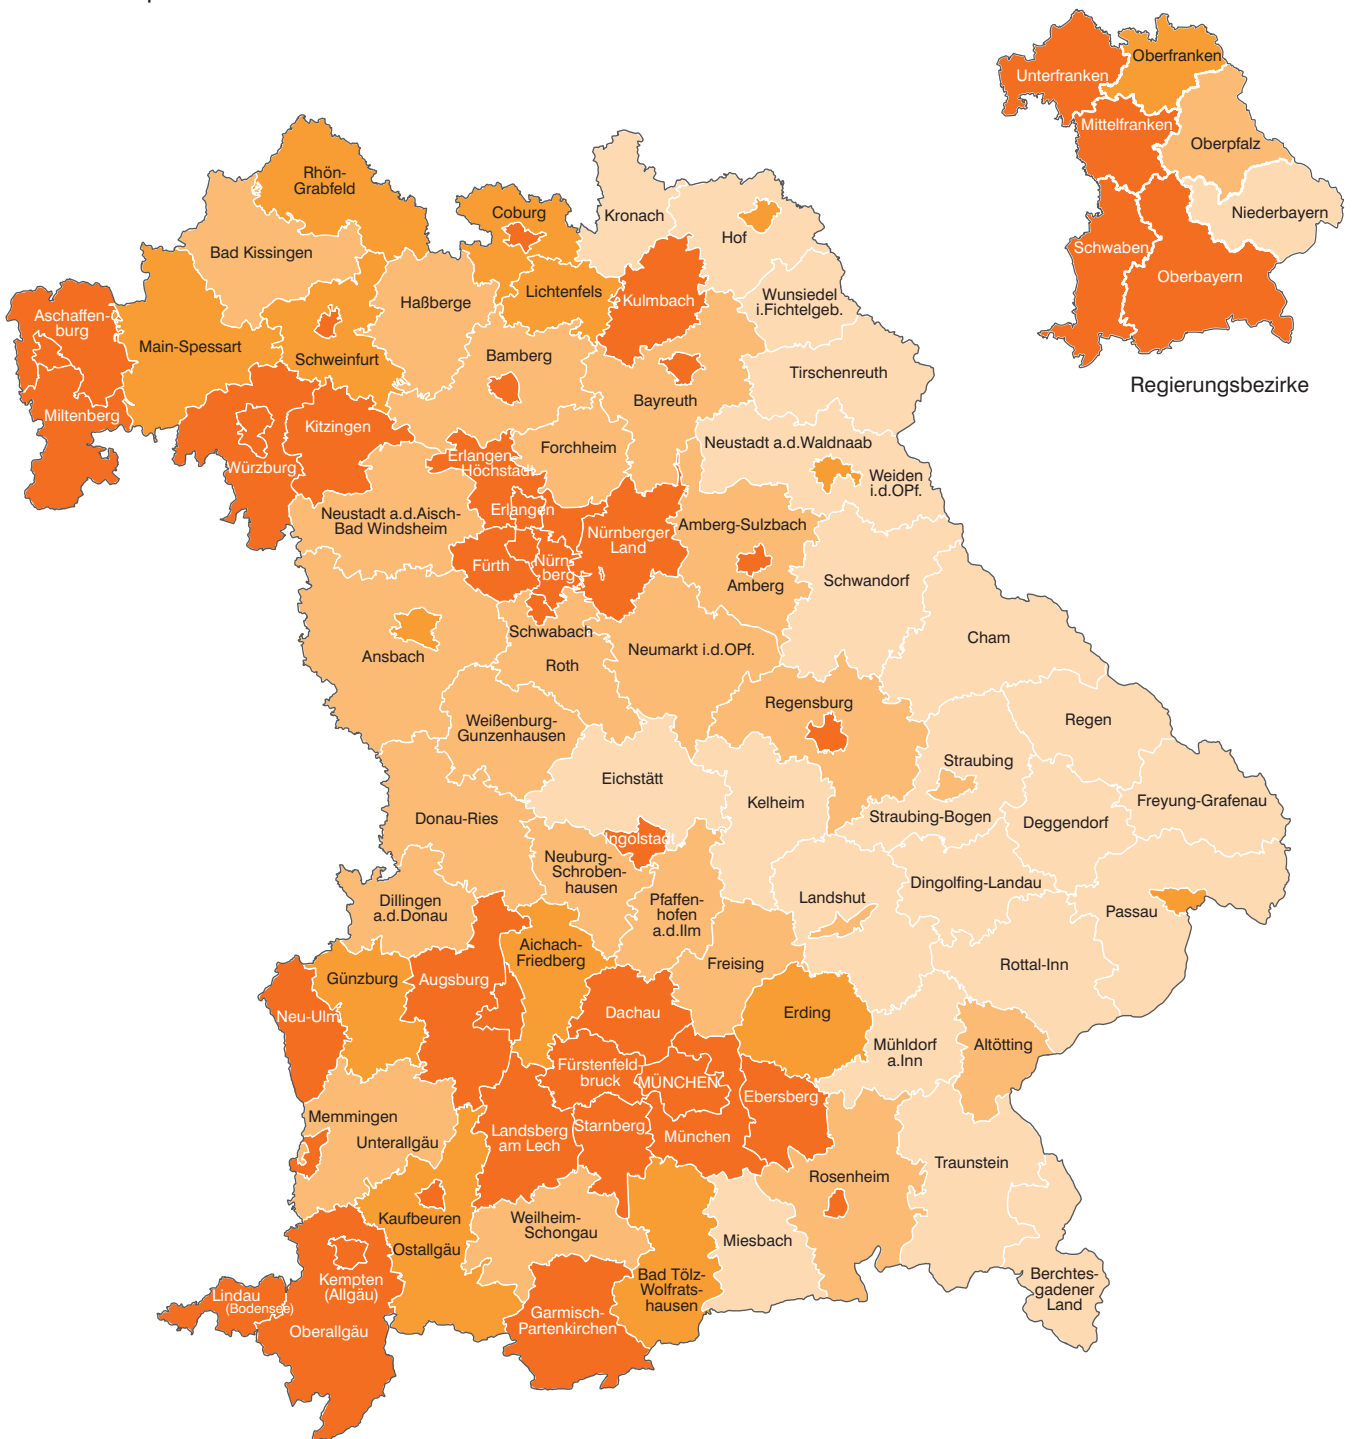 Oberfranken
Unterfranken
Mittelfranken
Oberpfalz
Niederbayern
Schwaben
Oberbayern
Regierungsbezirke
Rhön-
Grabfeld
Coburg
Kronach
Hof
Bad Kissingen
Haßberge
Lichtenfels
Kulmbach
Wunsiedel
i.Fichtelgeb.
Aschaffen-
burg
Main-Spessart
Schweinfurt
Bamberg
Tirschenreuth
Bayreuth
Miltenberg
Kitzingen
Würzburg
Erlangen-
Höchstadt
Forchheim
Neustadt a.d.Waldnaab
Weiden
i.d.OPf.
Neustadt a.d.Aisch-
Bad Windsheim
Erlangen
Nürnberger
Land
Amberg-Sulzbach
Fürth
Nürn-
berg
Amberg
Schwandorf
Schwabach
Ansbach
Roth
Neumarkt i.d.OPf.
Cham
Regensburg
Weißenburg-
Gunzenhausen
Regen
Straubing
Eichstätt
Kelheim
Freyung-Grafenau
Donau-Ries
Straubing-Bogen
Deggendorf
Ingolstadt
Neuburg-
Schroben-
hausen
Dillingen
a.d.Donau
Pfaffen-
hofen
a.d.Ilm
Landshut
Dingolfing-Landau
Passau
Aichach-
Friedberg
Günzburg
Augsburg
Freising
Rottal-Inn
Neu-Ulm
Dachau
Erding
Mühldorf
a.Inn
Altötting
Fürstenfeld
bruck
MÜNCHEN
Ebersberg
Memmingen
Unterallgäu
Landsberg
am Lech
Starnberg
München
Traunstein
Rosenheim
Kaufbeuren
Weilheim-
Schongau
Miesbach
Ostallgäu
Bad Tölz-
Wolfrats-
hausen
Berchtes-
gadener
Land
Kempten
(Allgäu)
Lindau
(Bodensee)
Oberallgäu
Garmisch-
Partenkirchen